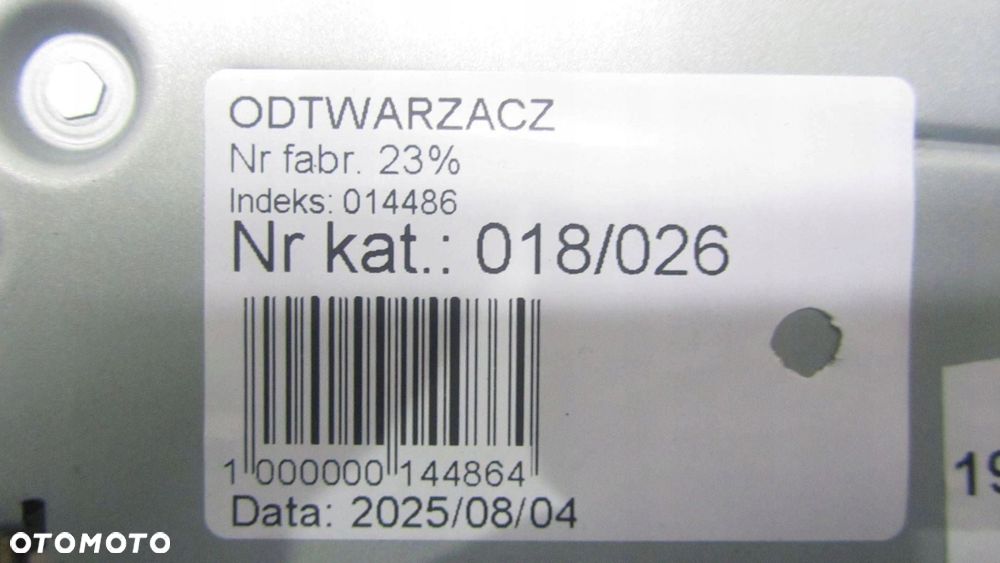 ODTWARZACZ
Nr fabr. 23%
Indeks: 014486
Nr kat.: 018/026
1 000000 144864
Data: 2025/08/04
19
OTOMOTO